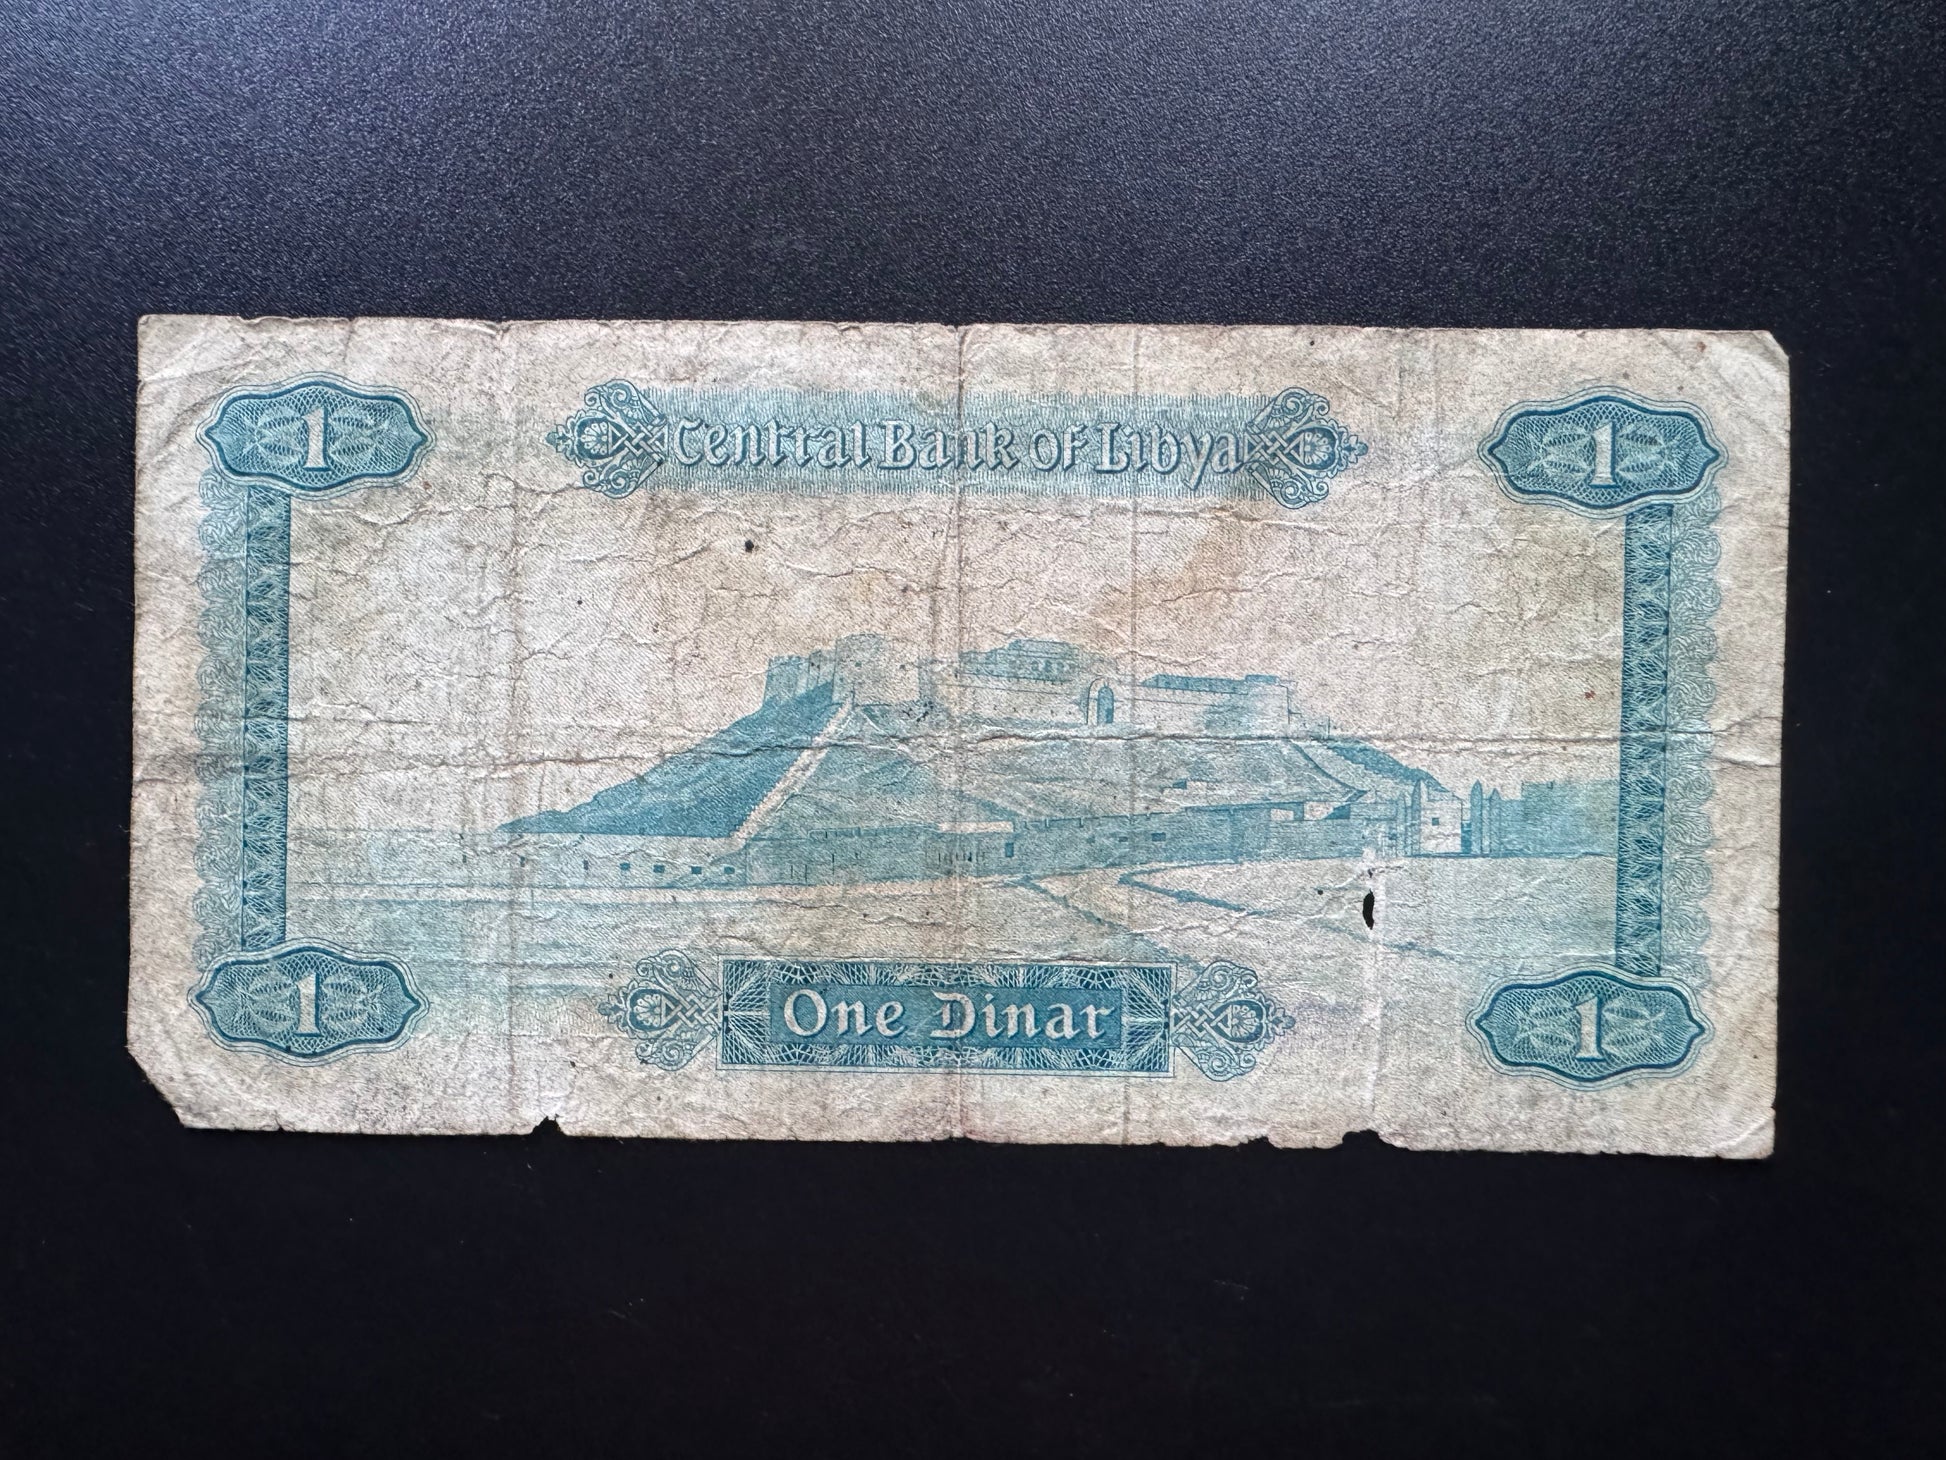 1 Central Bank of Libya 1
1 One Dinar 1